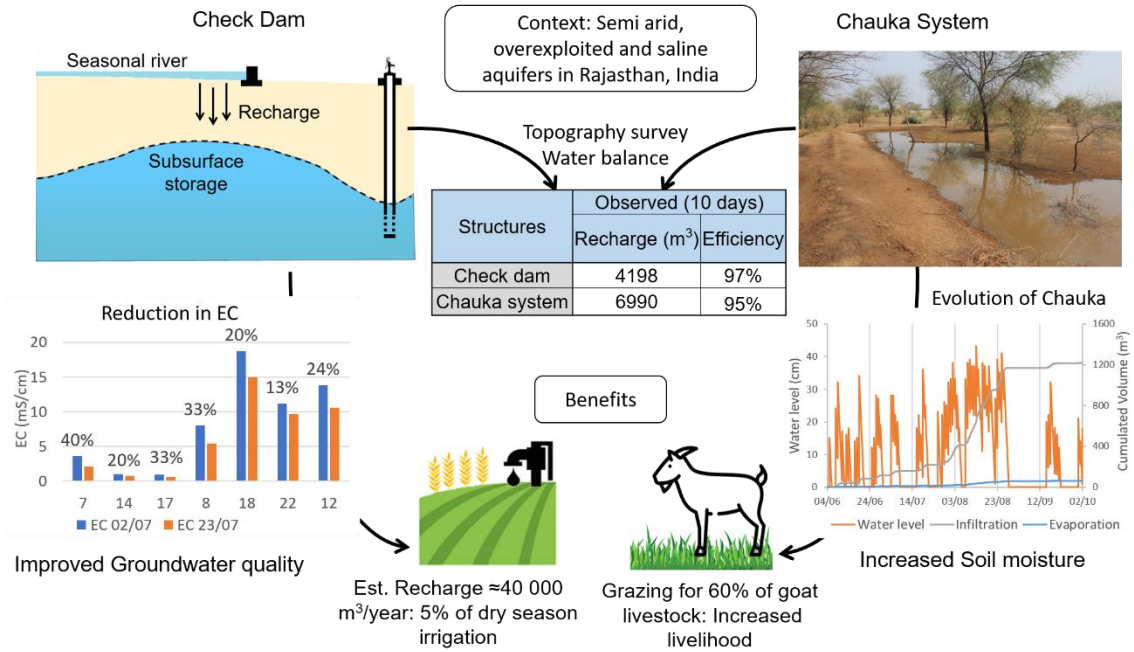 Check Dam
Seasonal river
Recharge
Subsurface
storage
Context: Semi arid,
overexploited and saline
aquifers in Rajasthan, India
Chauka System
Topography survey
Water balance
Structures
Observed (10 days)
Recharge (m³)
Efficiency
Check dam
4198
97%
Chauka system
6990
95%
Reduction in EC
EC (mS/cm)
20
15
10
5
0
40%
20%
33%
33%
20%
13%
24%
7
14
17
8
18
22
12
EC 02/07
EC 23/07
Improved Groundwater quality
Benefits
Est. Recharge ≈40 000
m³/year: 5% of dry season
irrigation
Grazing for 60% of goat
livestock: Increased
livelihood
Evolution of Chauka
Water level (cm)
50
40
30
20
10
0
Cumulated Volume (m³)
1600
1200
800
400
0
04/06
24/06
14/07
03/08
23/08
12/09
02/10
Water level
Infiltration
Evaporation
Increased Soil moisture